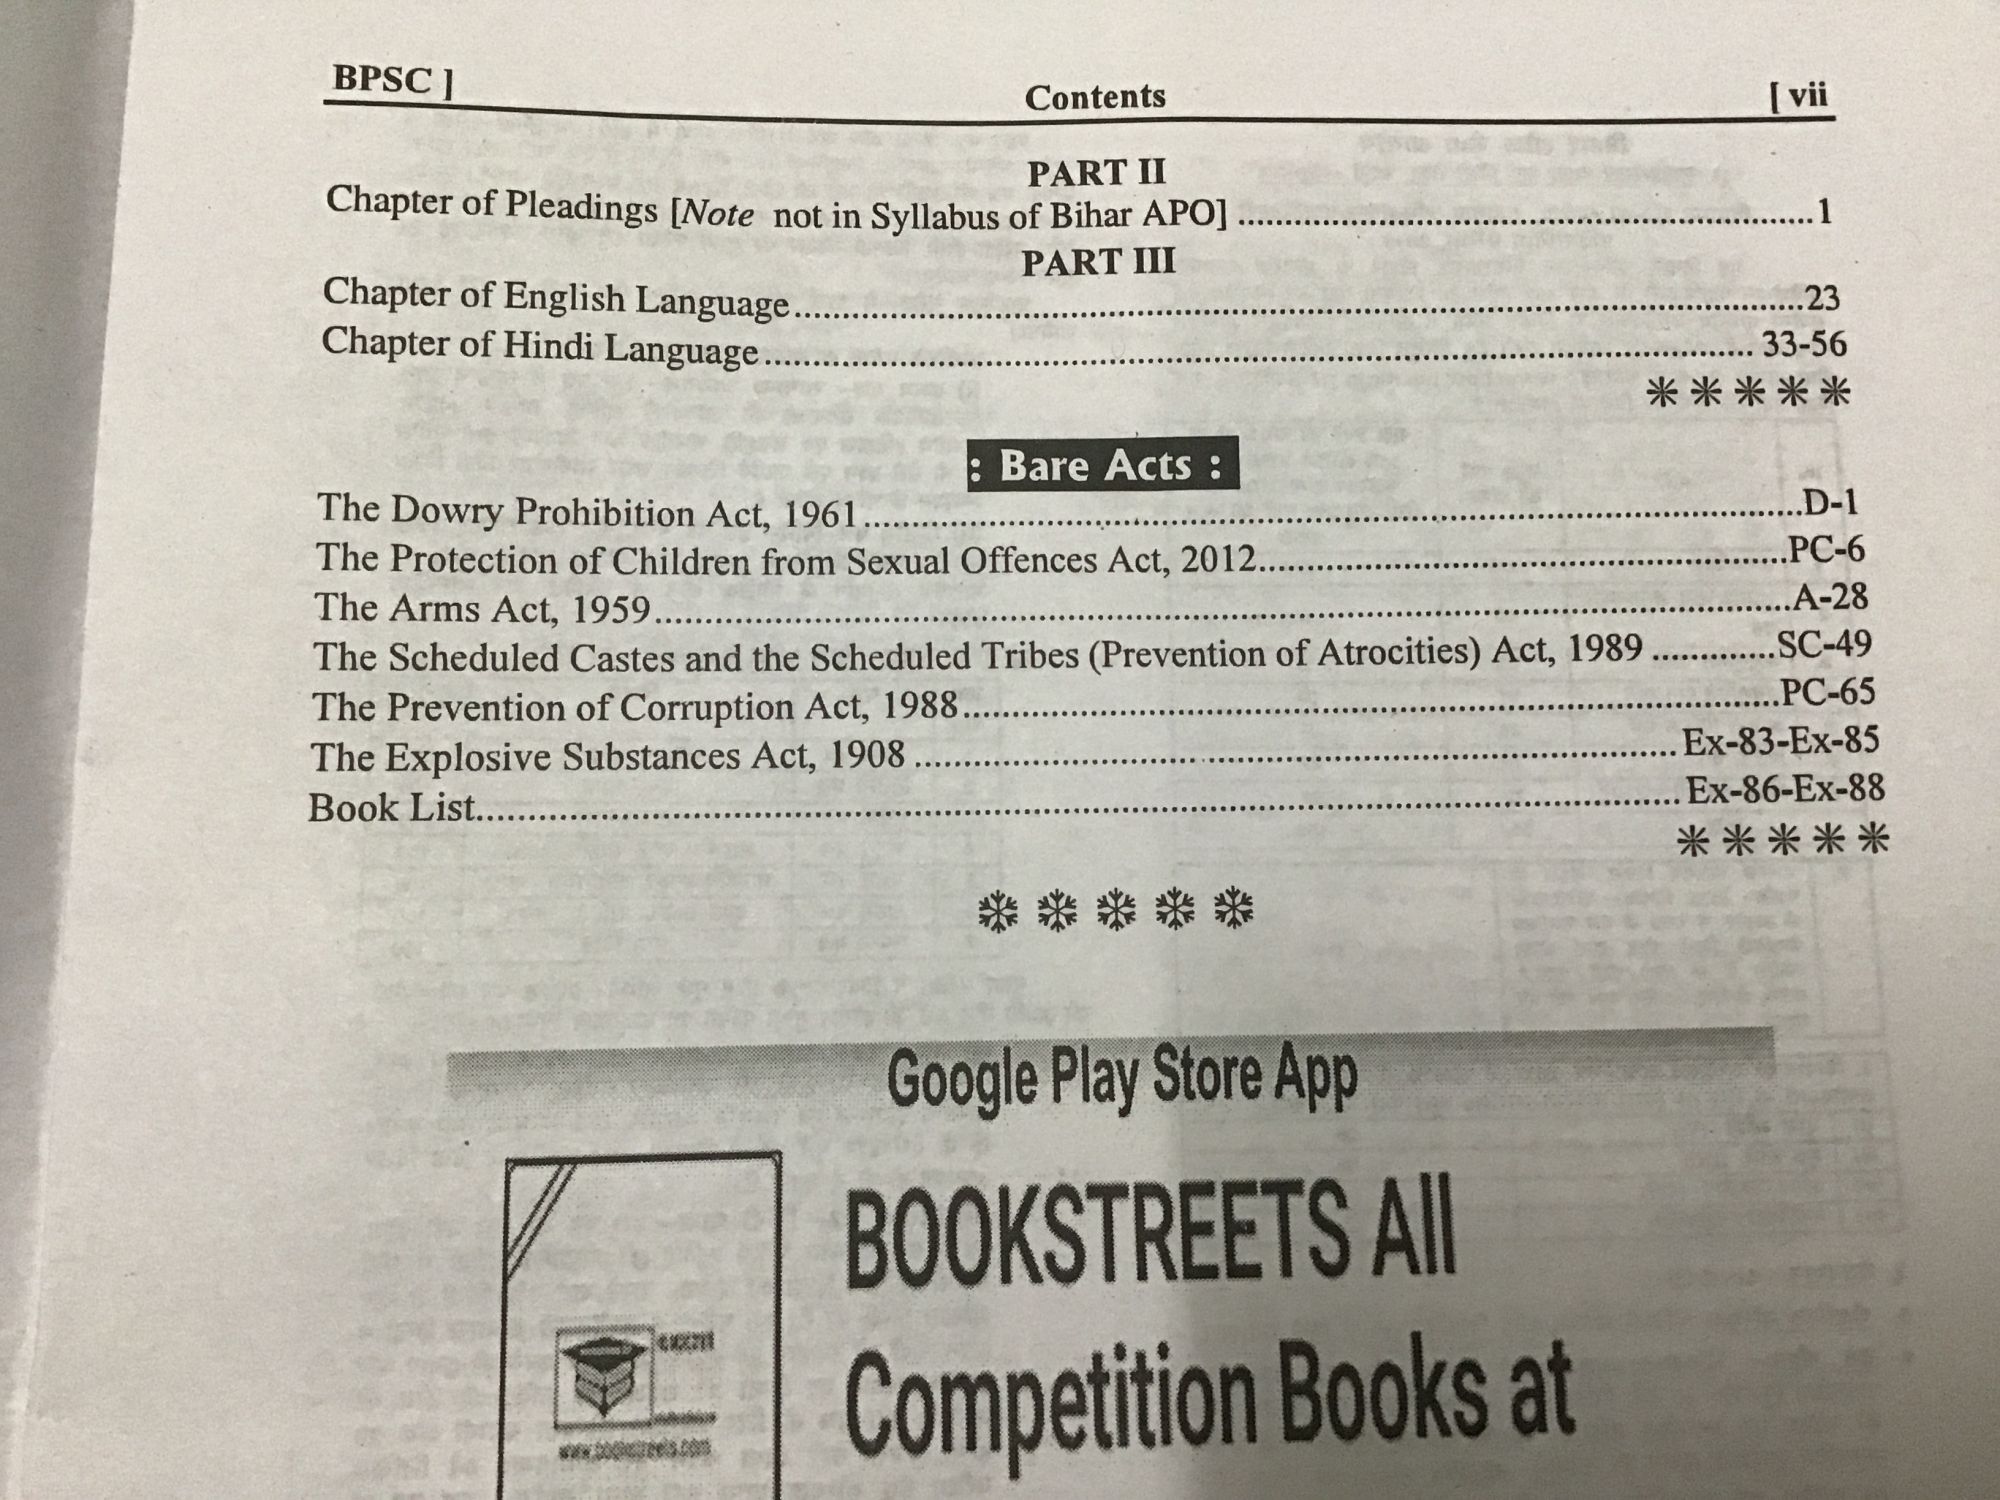 BPSC ]
Contents
[ vii
PART II
Chapter of Pleadings [Note not in Syllabus of Bihar APO] ............................................................1
PART III
Chapter of English Language..........................................................................................................23
Chapter of Hindi Language...................................................................................................... 33-56
: Bare Acts :
The Dowry Prohibition Act, 1961..................................................................................................D-1
The Protection of Children from Sexual Offences Act, 2012.......................................................PC-6
The Arms Act, 1959.....................................................................................................................A-28
The Scheduled Castes and the Scheduled Tribes (Prevention of Atrocities) Act, 1989 .............SC-49
The Prevention of Corruption Act, 1988.....................................................................................PC-65
The Explosive Substances Act, 1908 ............................................................................... Ex-83-Ex-85
Book List............................................................................................................................ Ex-86-Ex-88
Google Play Store App
BOOKSTREETS All
Competition Books at
www.bookstreets.com